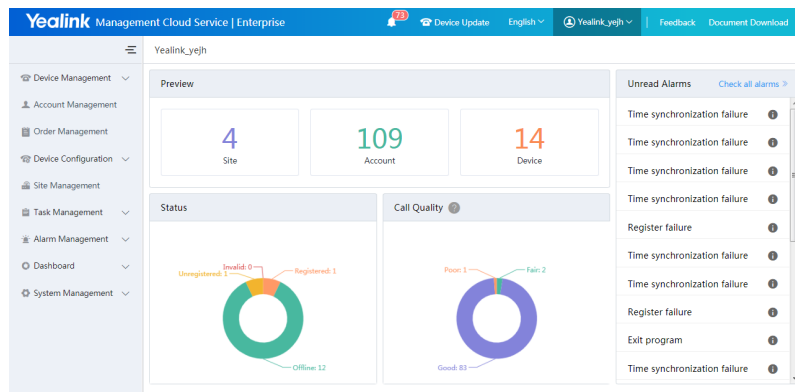 Yealink Management Cloud Service | Enterprise
73
Device Update
English
Yealink_yejh
Feedback
Document Download
Yealink_yejh
Device Management
Account Management
Order Management
Device Configuration
Site Management
Task Management
Alarm Management
Dashboard
System Management
Preview
4
Site
109
Account
14
Device
Status
Invalid: 0
Unregistered: 1
Registered: 1
Offline: 12
Call Quality ?
Poor: 1
Fair: 2
Good: 83
Unread Alarms
Check all alarms »
Time synchronization failure
Time synchronization failure
Time synchronization failure
Time synchronization failure
Register failure
Time synchronization failure
Time synchronization failure
Register failure
Exit program
Time synchronization failure